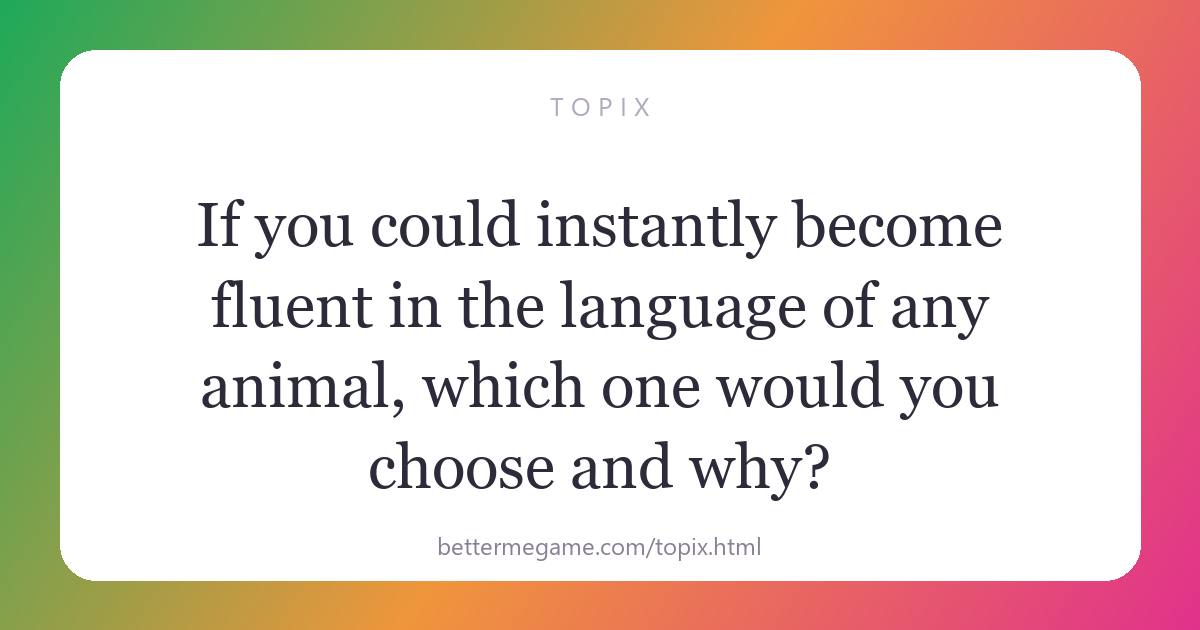 TOPIX
If you could instantly become
fluent in the language of any
animal, which one would you
choose and why?
bettermegame.com/topix.html